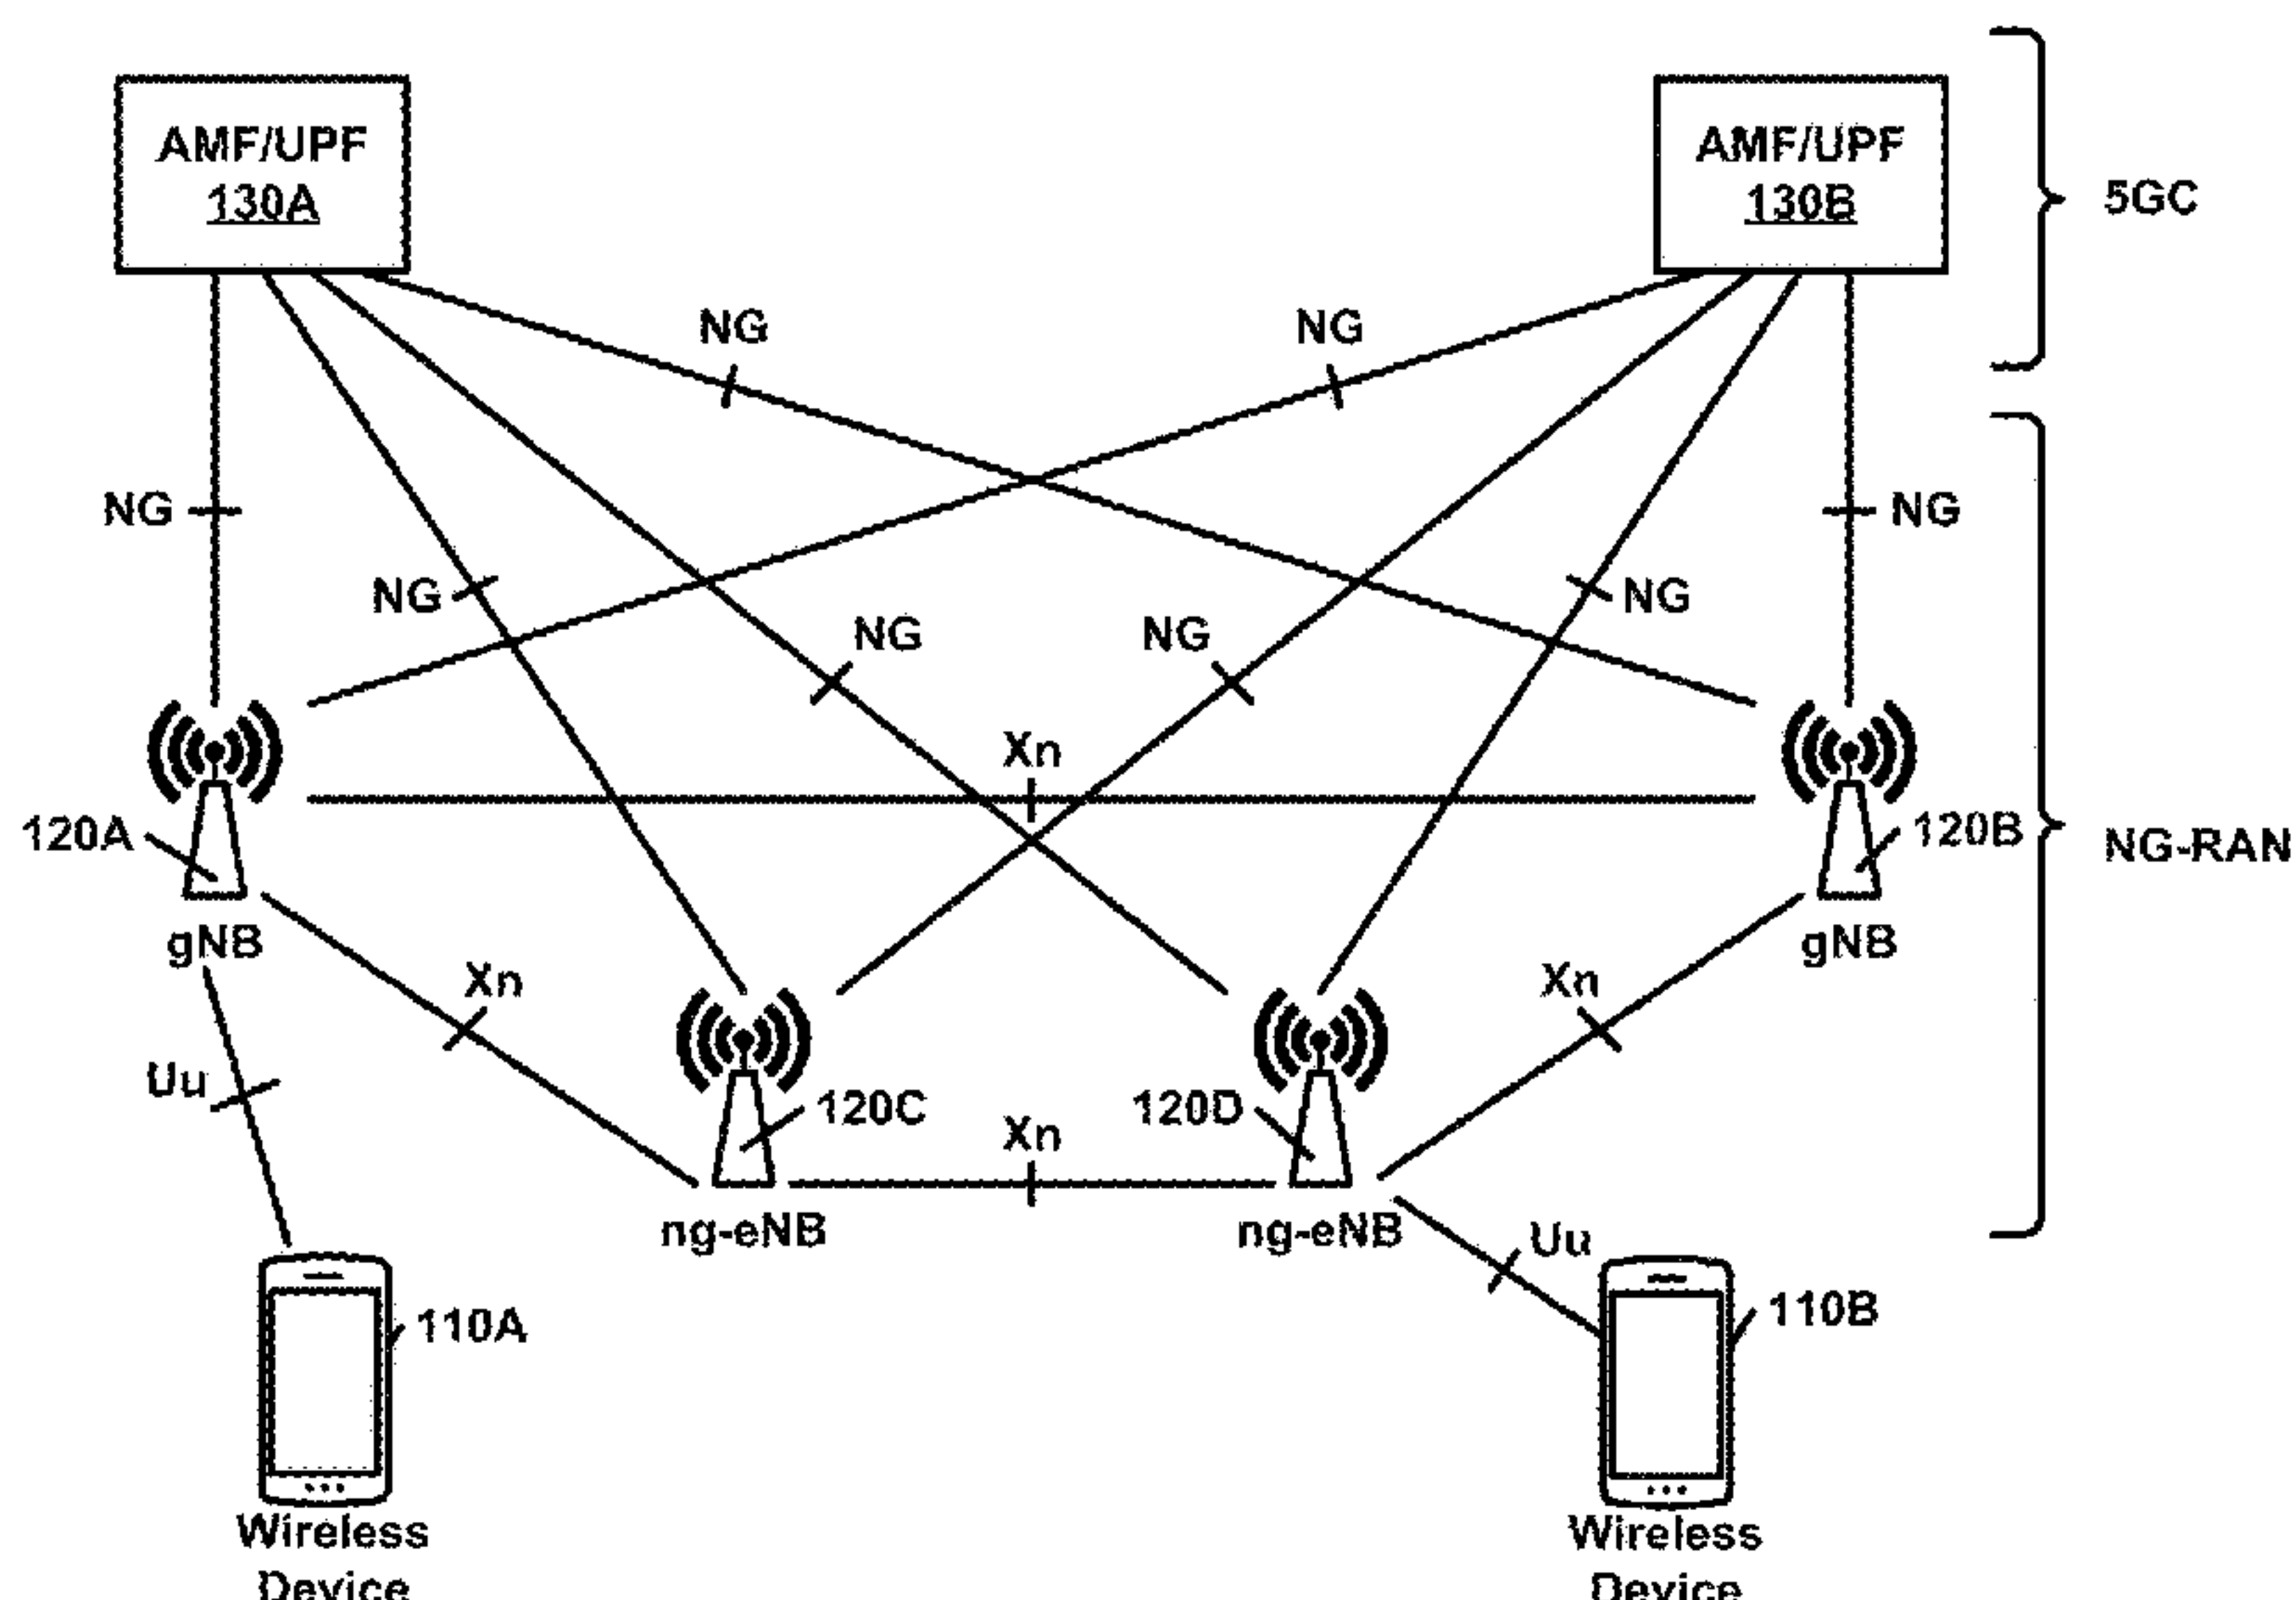 AMF/UPF
130A
AMF/UPF
130B
5GC
NG
NG
NG
NG
NG
NG
NG
NG
Xn
120A
120B
NG-RAN
gNB
gNB
Xn
Xn
Uu
120C
120D
Xn
ng-eNB
ng-eNB
Uu
110A
110B
Wireless
Device
Wireless
Device